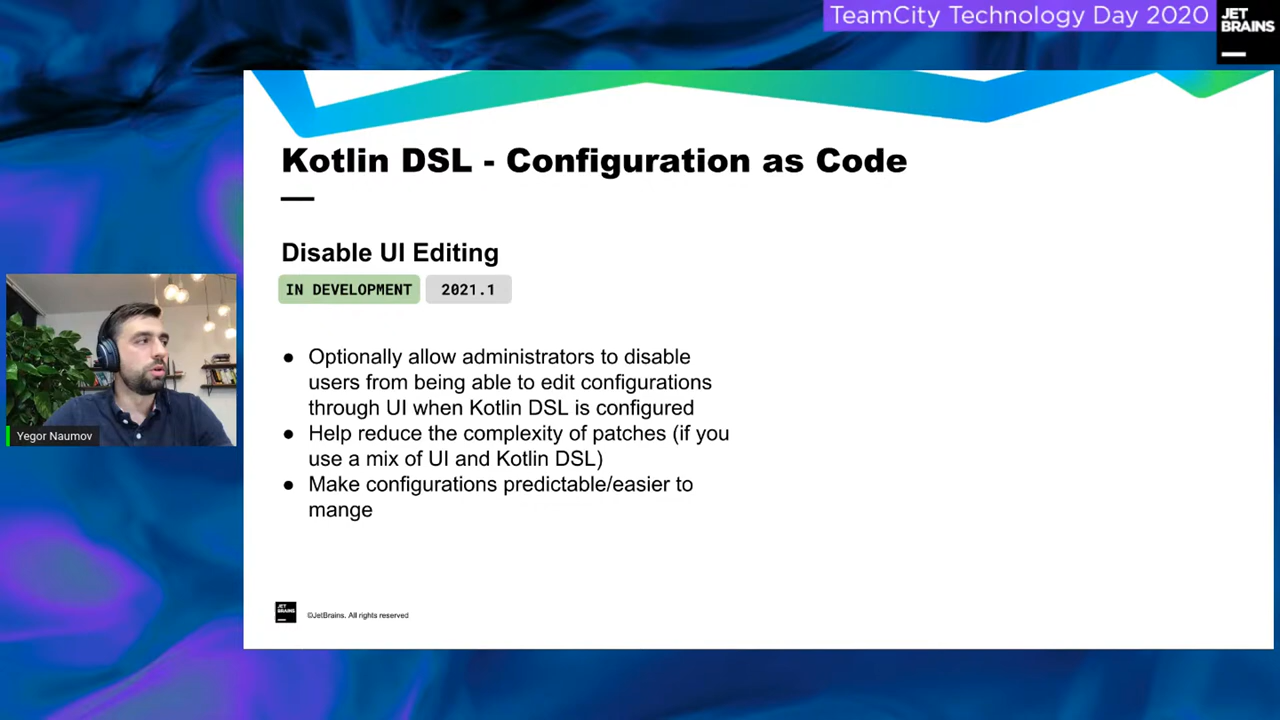 TeamCity Technology Day 2020
JET
BRAINS
Kotlin DSL - Configuration as Code
Disable UI Editing
IN DEVELOPMENT 2021.1
● Optionally allow administrators to disable
users from being able to edit configurations
through UI when Kotlin DSL is configured
● Help reduce the complexity of patches (if you
use a mix of UI and Kotlin DSL)
● Make configurations predictable/easier to
mange
Yegor Naumov
JET
BRAINS
©JetBrains. All rights reserved